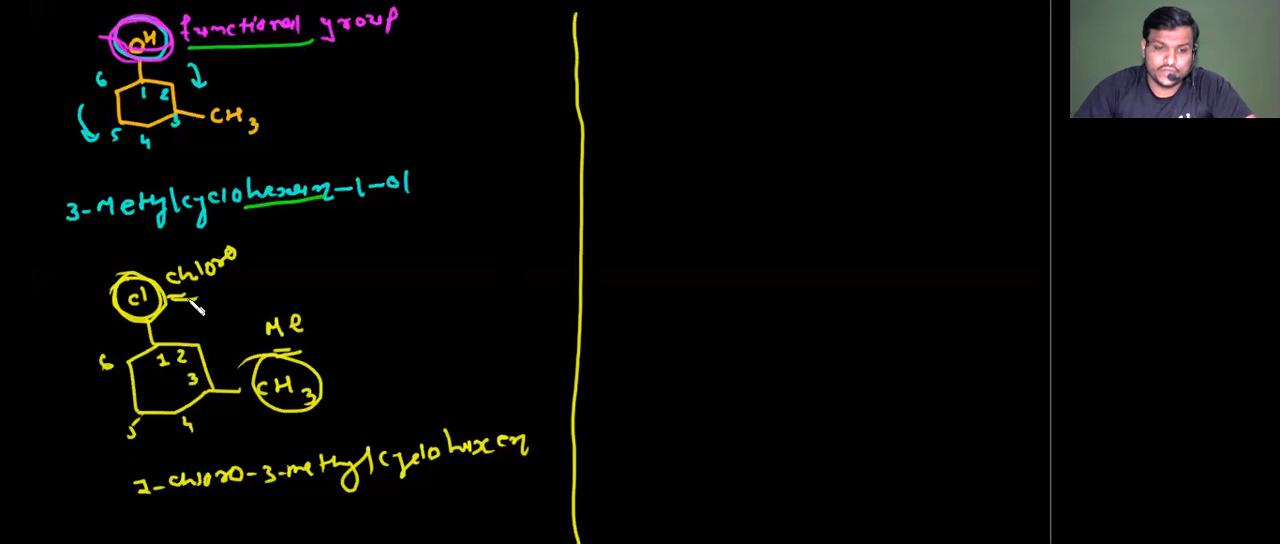 OH functional group
6 1 2
CH3
5 4 3
3-Methylcyclohexan-1-ol
Cl chloro
Me
6 1 2
3 CH3
5 4
1-chloro-3-methylcyclohexan